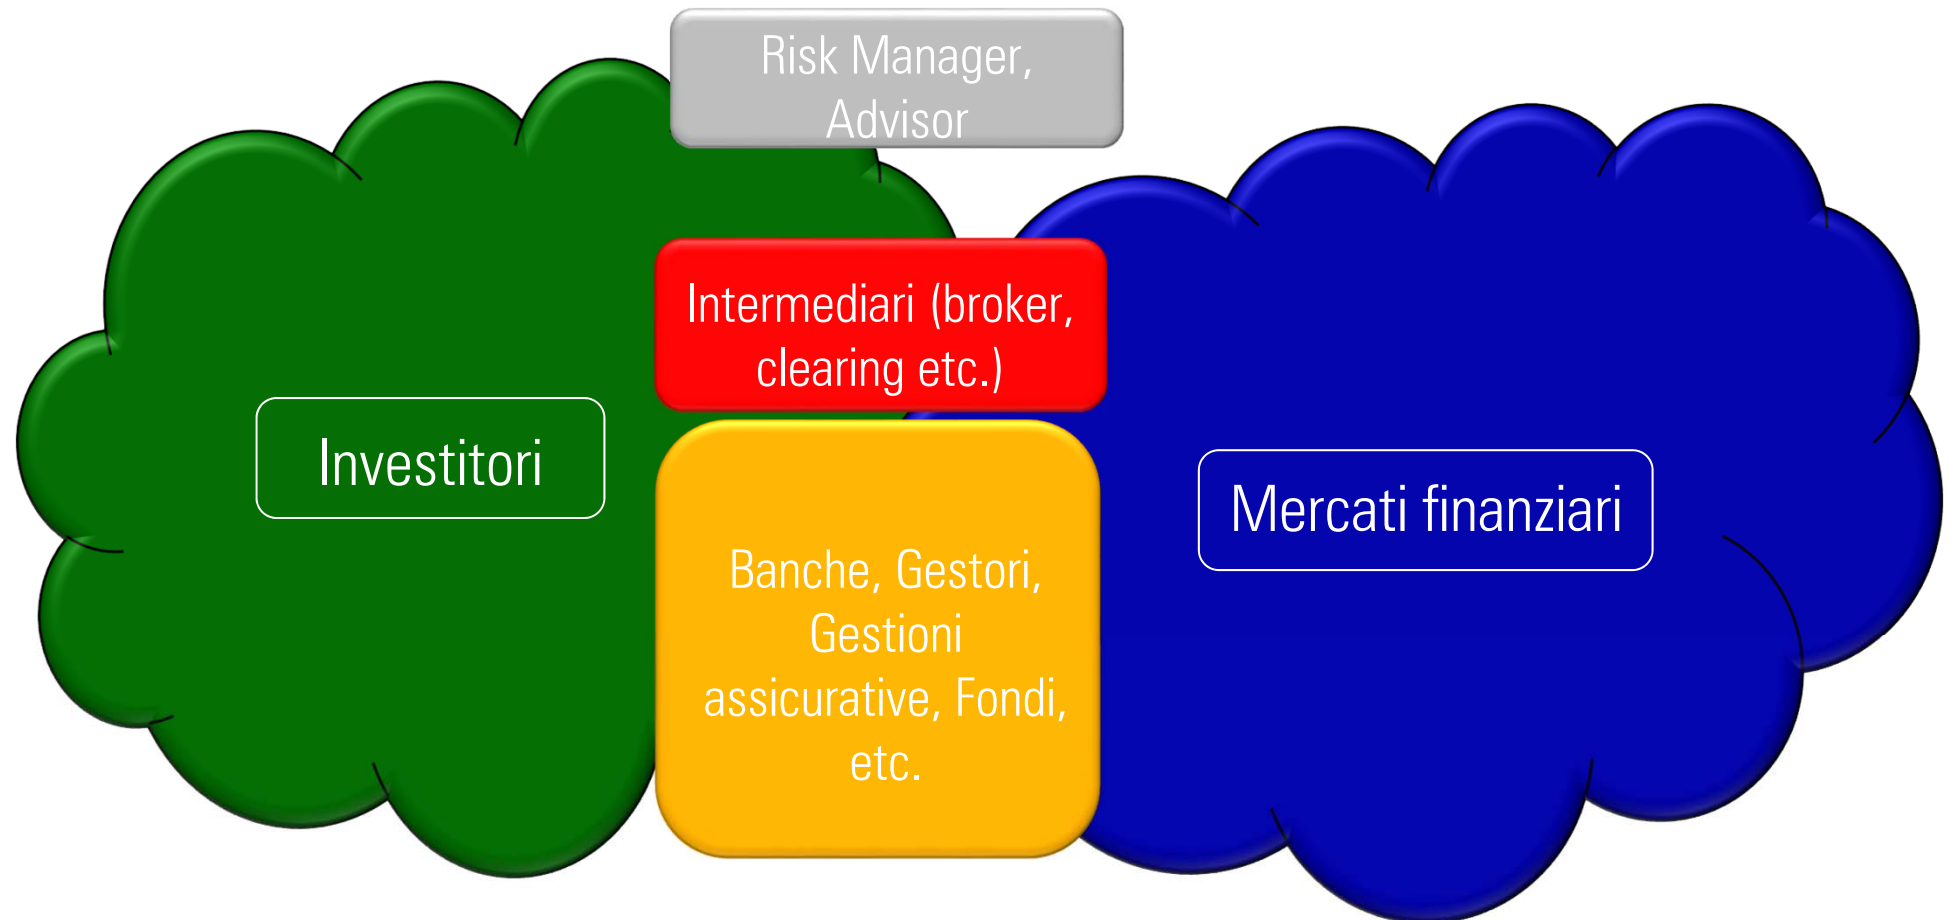 Risk Manager,
Advisor
Intermediari (broker,
clearing etc.)
Investitori
Mercati finanziari
Banche, Gestori,
Gestioni
assicurative, Fondi,
etc.